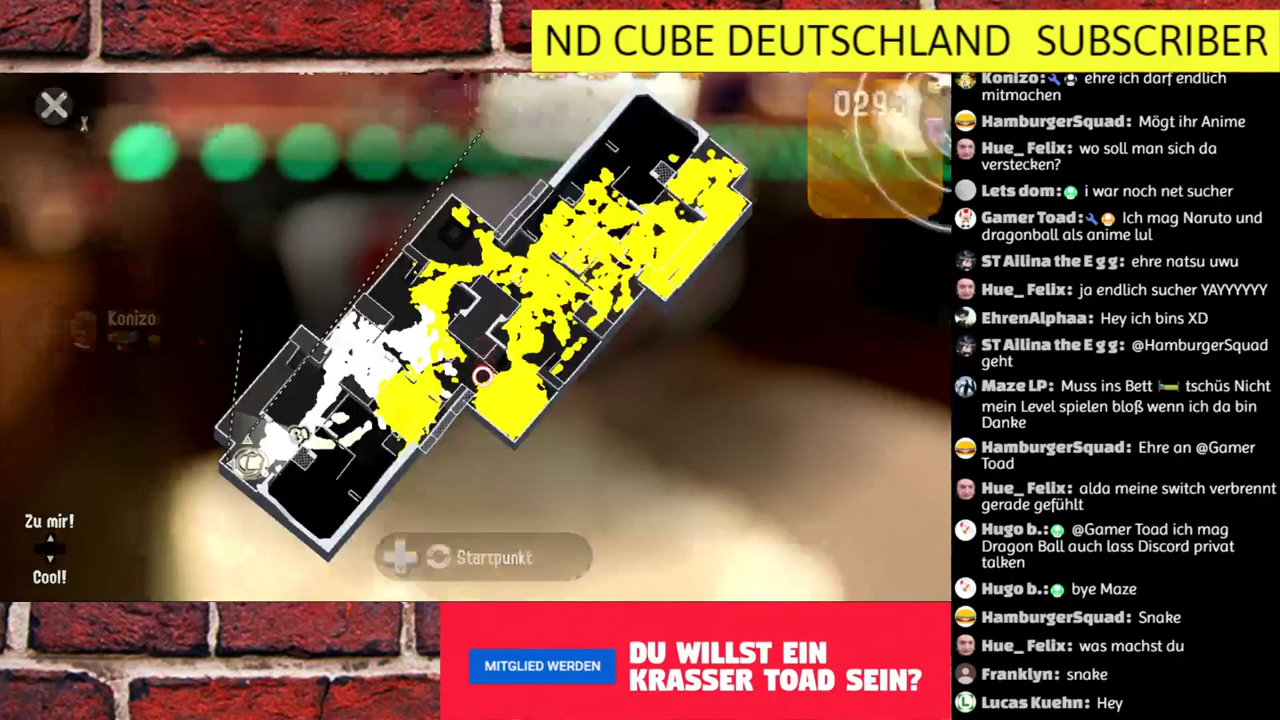 ND CUBE DEUTSCHLAND SUBSCRIBER
X
Konizo
Zu mir!
Cool!
Startpunkt
MITGLIED WERDEN
DU WILLST EIN
KRASSER TOAD SEIN?
Konizo: ehre ich darf endlich
mitmachen
HamburgerSquad: Mögt ihr Anime
Hue_Felix: wo soll man sich da
verstecken?
Lets dom: i war noch net sucher
Gamer Toad: Ich mag Naruto und
dragonball als anime lul
ST Ailina the E g g: ehre natsu uwu
Hue_Felix: ja endlich sucher YAYYYYYY
EhrenAlphaa: Hey ich bins XD
ST Ailina the E g g: @HamburgerSquad
geht
Maze LP: Muss ins Bett tschüs Nicht
mein Level spielen bloß wenn ich da bin
Danke
HamburgerSquad: Ehre an @Gamer
Toad
Hue_Felix: alda meine switch verbrennt
gerade gefühlt
Hugo b.: @Gamer Toad ich mag
Dragon Ball auch lass Discord privat
talken
Hugo b.: bye Maze
HamburgerSquad: Snake
Hue_Felix: was machst du
Franklyn: snake
Lucas Kuehn: Hey